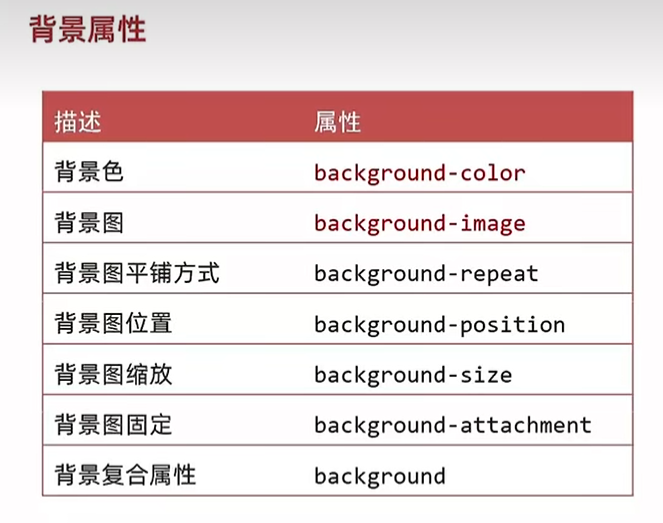 背景属性
描述 属性
背景色 background-color
背景图 background-image
背景图平铺方式 background-repeat
背景图位置 background-position
背景图缩放 background-size
背景图固定 background-attachment
背景复合属性 background